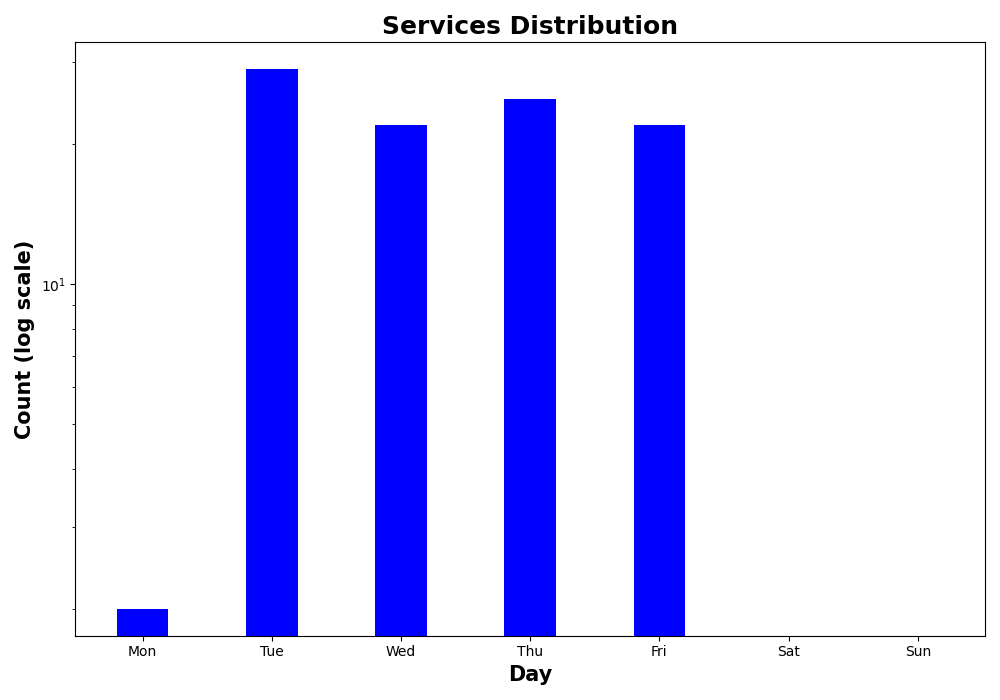 Services Distribution
Count (log scale)
10¹
Mon Tue Wed Thu Fri Sat Sun
Day